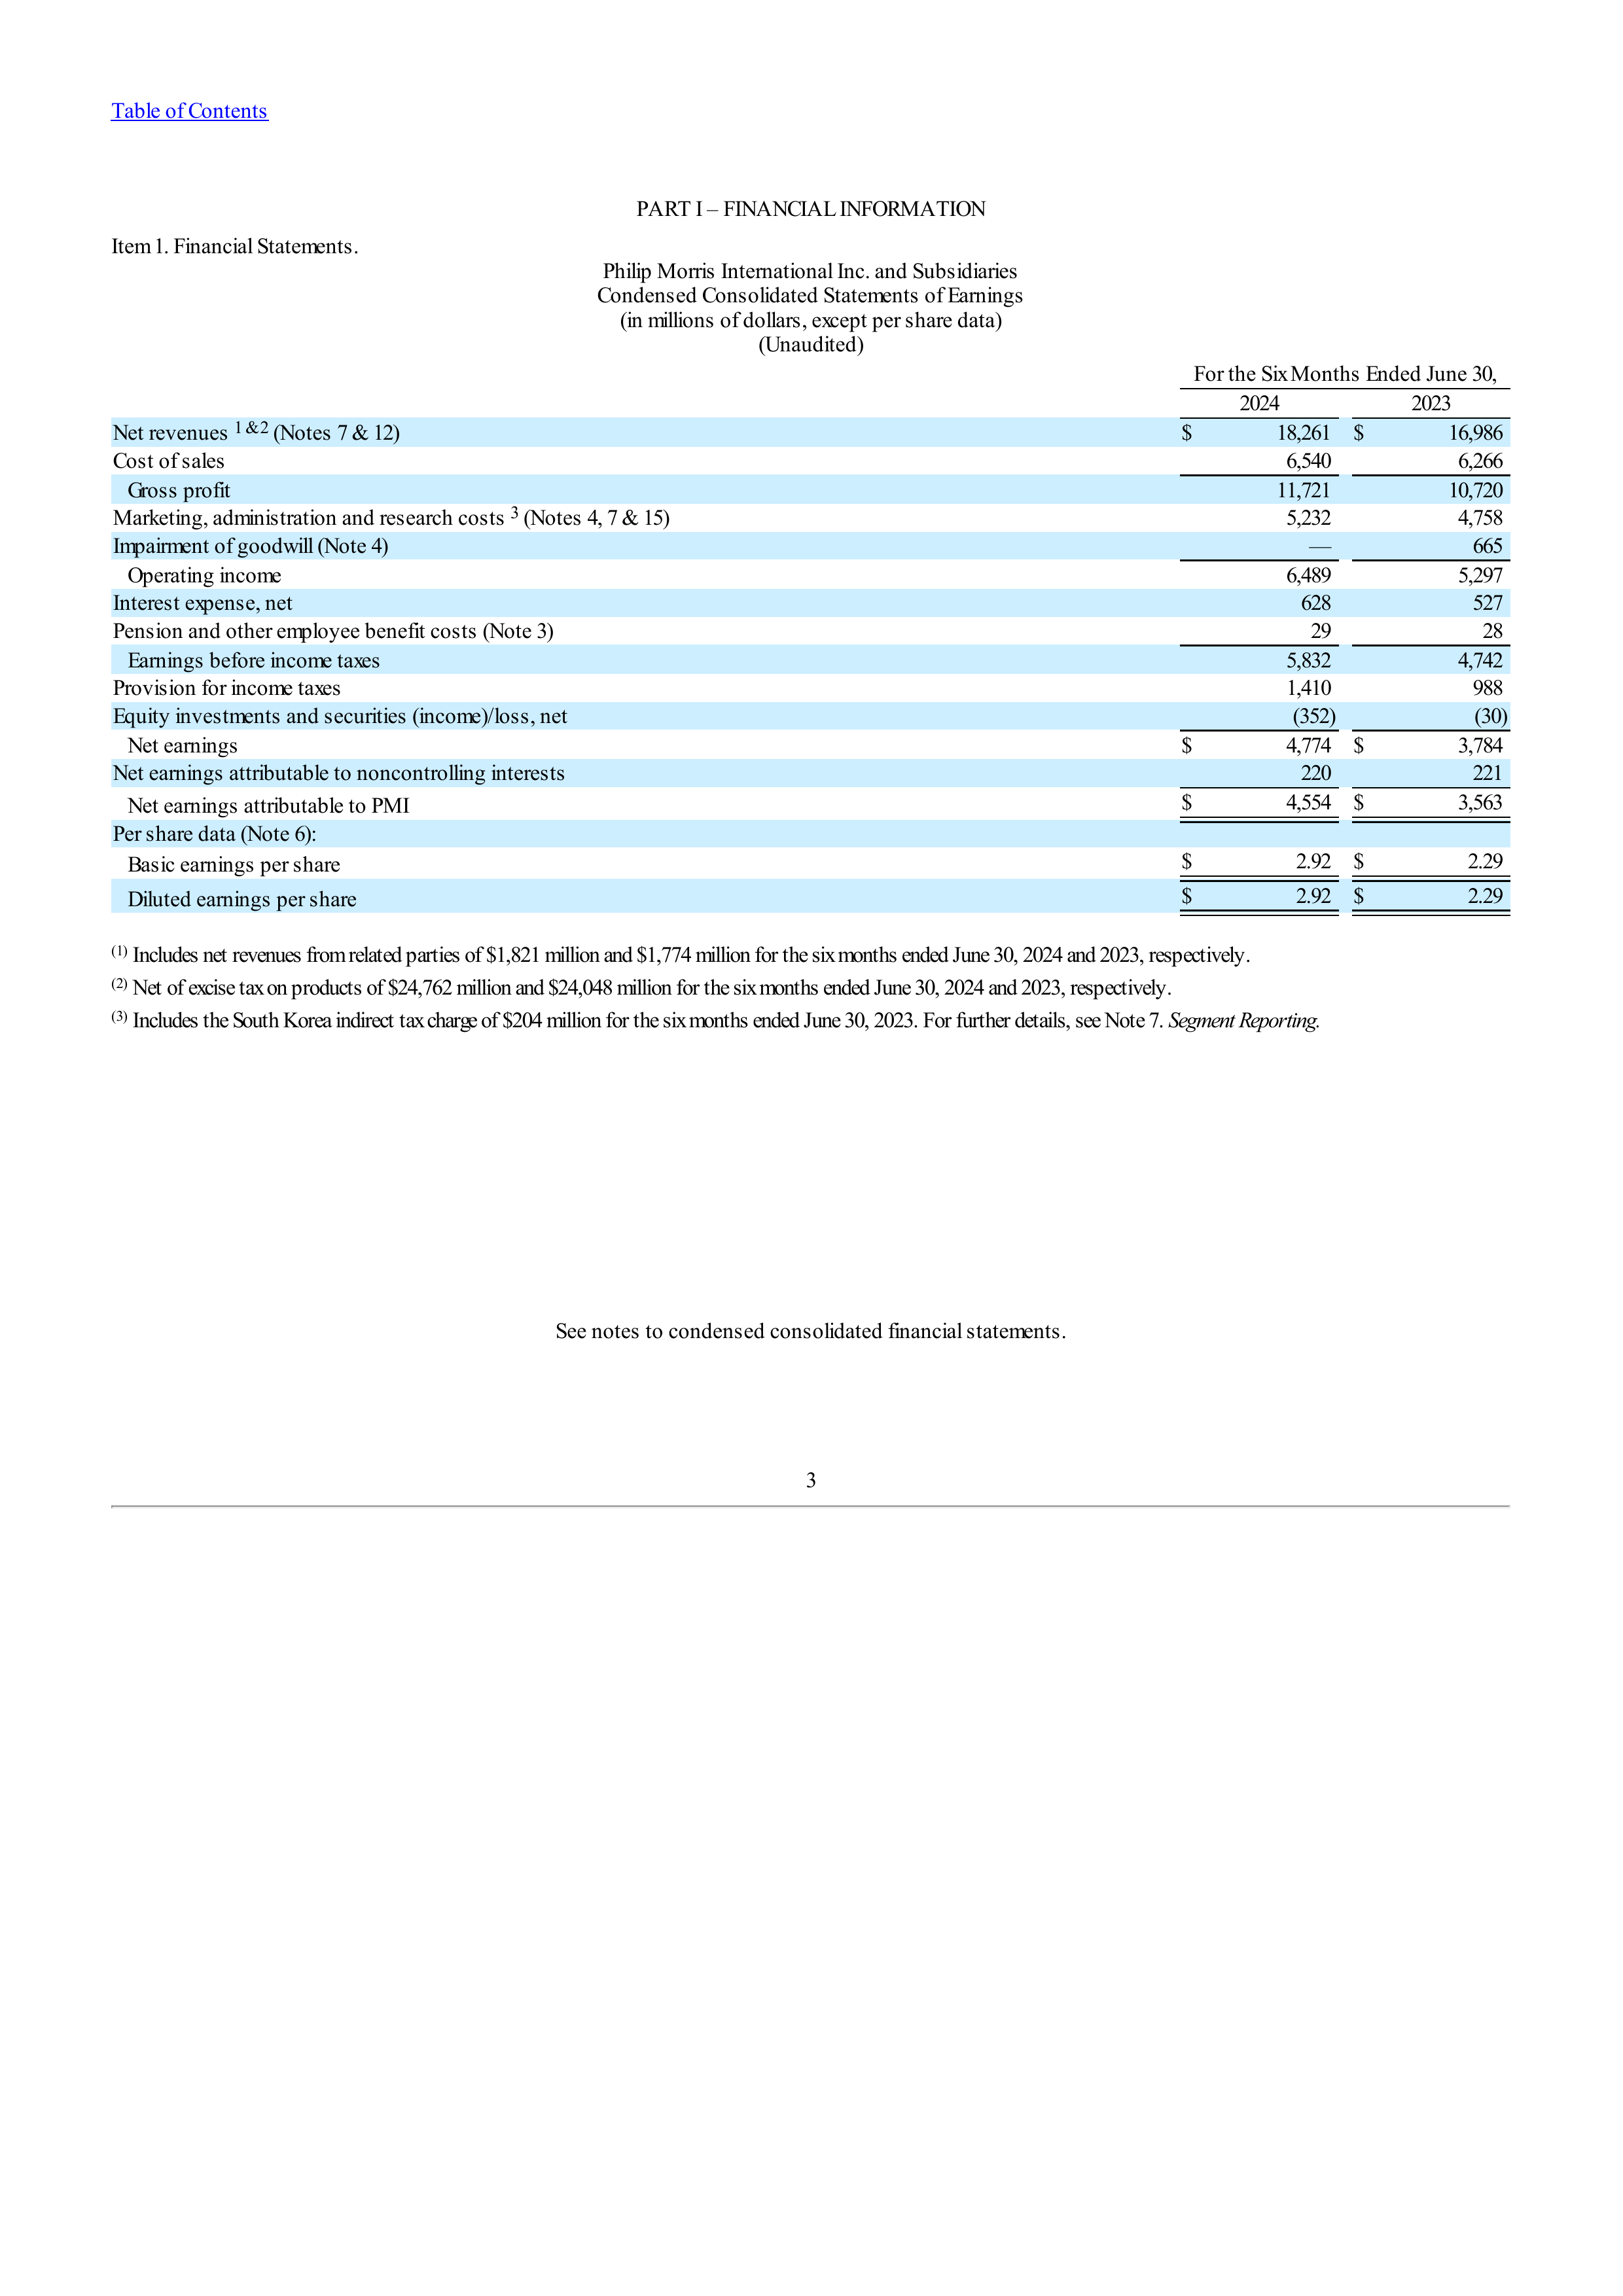 Table of Contents
PART I – FINANCIAL INFORMATION
Item 1. Financial Statements.
Philip Morris International Inc. and Subsidiaries
Condensed Consolidated Statements of Earnings
(in millions of dollars, except per share data)
(Unaudited)
For the Six Months Ended June 30,
2024 2023
Net revenues 1 & 2 (Notes 7 & 12) $ 18,261 $ 16,986
Cost of sales 6,540 6,266
Gross profit 11,721 10,720
Marketing, administration and research costs 3 (Notes 4, 7 & 15) 5,232 4,758
Impairment of goodwill (Note 4) — 665
Operating income 6,489 5,297
Interest expense, net 628 527
Pension and other employee benefit costs (Note 3) 29 28
Earnings before income taxes 5,832 4,742
Provision for income taxes 1,410 988
Equity investments and securities (income)/loss, net (352) (30)
Net earnings $ 4,774 $ 3,784
Net earnings attributable to noncontrolling interests 220 221
Net earnings attributable to PMI $ 4,554 $ 3,563
Per share data (Note 6):
Basic earnings per share $ 2.92 $ 2.29
Diluted earnings per share $ 2.92 $ 2.29
(1) Includes net revenues from related parties of $1,821 million and $1,774 million for the six months ended June 30, 2024 and 2023, respectively.
(2) Net of excise tax on products of $24,762 million and $24,048 million for the six months ended June 30, 2024 and 2023, respectively.
(3) Includes the South Korea indirect tax charge of $204 million for the six months ended June 30, 2023. For further details, see Note 7. Segment Reporting.
See notes to condensed consolidated financial statements.
3